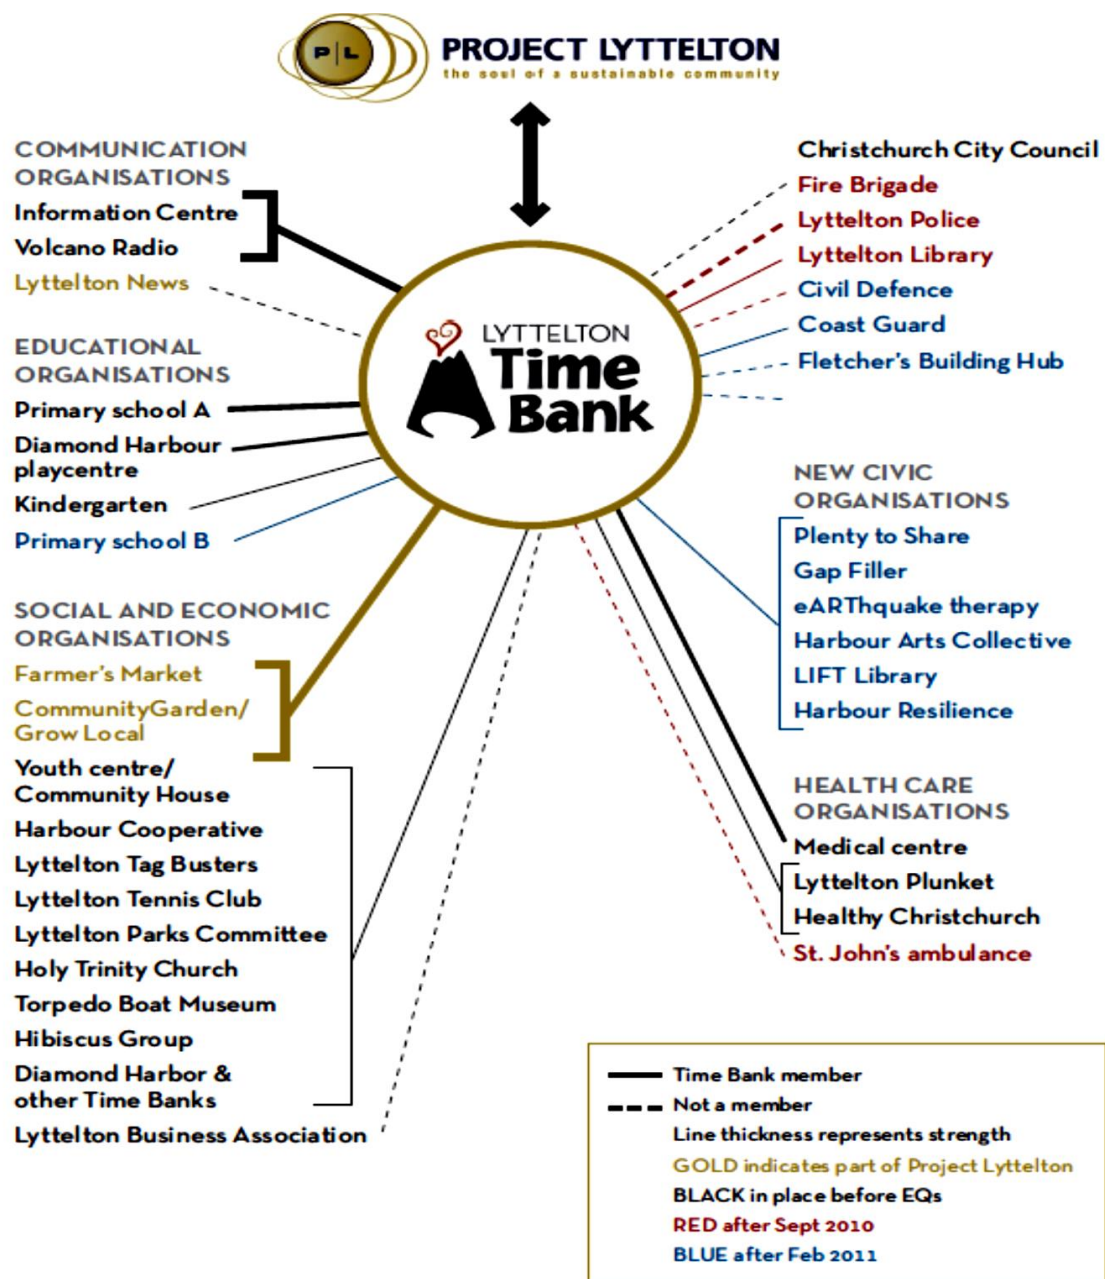 P|L
PROJECT LYTTELTON
the soul of a sustainable community
COMMUNICATION
ORGANISATIONS
Information Centre
Volcano Radio
Lyttelton News
EDUCATIONAL
ORGANISATIONS
Primary school A
Diamond Harbour
playcentre
Kindergarten
Primary school B
SOCIAL AND ECONOMIC
ORGANISATIONS
Farmer's Market
CommunityGarden/
Grow Local
Youth centre/
Community House
Harbour Cooperative
Lyttelton Tag Busters
Lyttelton Tennis Club
Lyttelton Parks Committee
Holy Trinity Church
Torpedo Boat Museum
Hibiscus Group
Diamond Harbor &
other Time Banks
Lyttelton Business Association
LYTTELTON
Time
Bank
Christchurch City Council
Fire Brigade
Lyttelton Police
Lyttelton Library
Civil Defence
Coast Guard
Fletcher's Building Hub
NEW CIVIC
ORGANISATIONS
Plenty to Share
Gap Filler
eARThquake therapy
Harbour Arts Collective
LIFT Library
Harbour Resilience
HEALTH CARE
ORGANISATIONS
Medical centre
Lyttelton Plunket
Healthy Christchurch
St. John's ambulance
Time Bank member
Not a member
Line thickness represents strength
GOLD indicates part of Project Lyttelton
BLACK in place before EQs
RED after Sept 2010
BLUE after Feb 2011